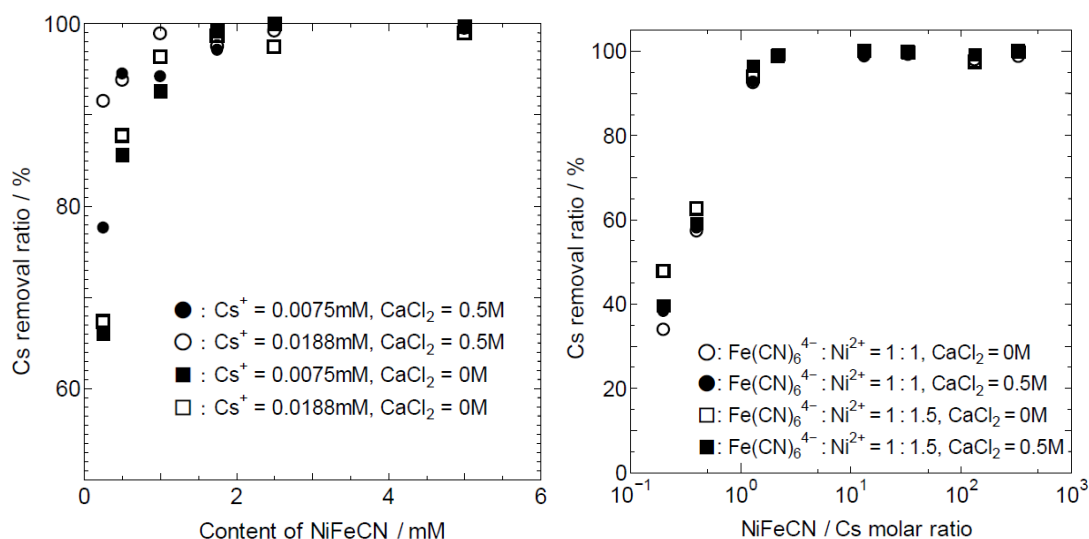 100
80
60
0
2
4
6
Cs removal ratio / %
Content of NiFeCN / mM
● : Cs⁺ = 0.0075mM, CaCl₂ = 0.5M
○ : Cs⁺ = 0.0188mM, CaCl₂ = 0.5M
■ : Cs⁺ = 0.0075mM, CaCl₂ = 0M
□ : Cs⁺ = 0.0188mM, CaCl₂ = 0M
100
80
60
40
20
0
10⁻¹
10⁰
10¹
10²
10³
Cs removal ratio / %
NiFeCN / Cs molar ratio
○: Fe(CN)₆⁴⁻ : Ni²⁺ = 1 : 1, CaCl₂ = 0M
●: Fe(CN)₆⁴⁻ : Ni²⁺ = 1 : 1, CaCl₂ = 0.5M
□: Fe(CN)₆⁴⁻ : Ni²⁺ = 1 : 1.5, CaCl₂ = 0M
■: Fe(CN)₆⁴⁻ : Ni²⁺ = 1 : 1.5, CaCl₂ = 0.5M